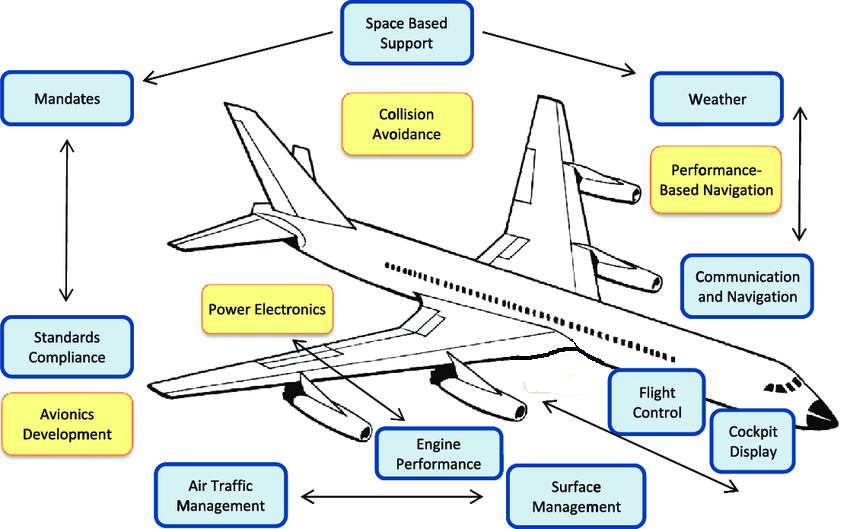 Space Based
Support
Mandates
Weather
Collision
Avoidance
Performance-
Based Navigation
Communication
and Navigation
Power Electronics
Standards
Compliance
Avionics
Development
Flight
Control
Cockpit
Display
Engine
Performance
Air Traffic
Management
Surface
Management